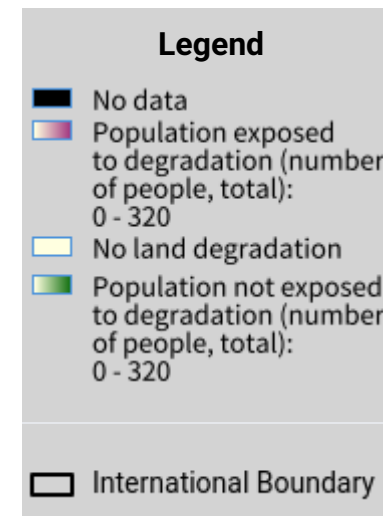 Legend
No data
Population exposed
to degradation (number
of people, total):
0 - 320
No land degradation
Population not exposed
to degradation (number
of people, total):
0 - 320
International Boundary